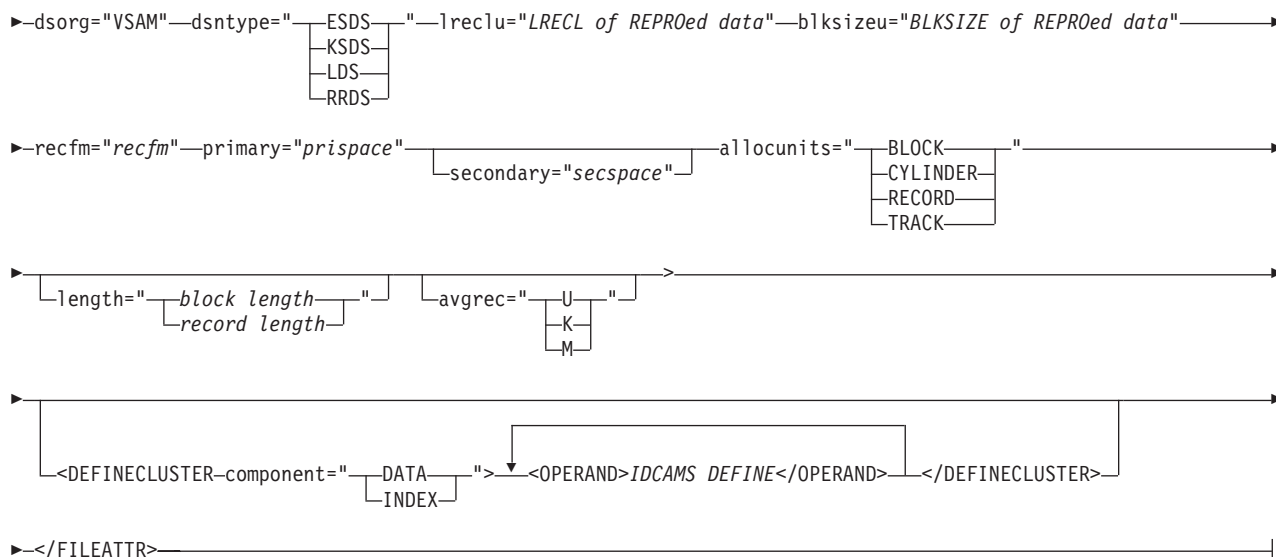 dsorg="VSAM" dsntype=" ESDS " lreclu="LRECL of REPROed data" blksizeu="BLKSIZE of REPROed data"
KSDS
LDS
RRDS
recfm="recfm" primary="prispace" allocunits=" BLOCK "
secondary="secspace" CYLINDER
RECORD
TRACK
>
length=" block length " avgrec=" U "
record length K
M
<DEFINECLUSTER component=" DATA "> <OPERAND>IDCAMS DEFINE</OPERAND> </DEFINECLUSTER>
INDEX
</FILEATTR>